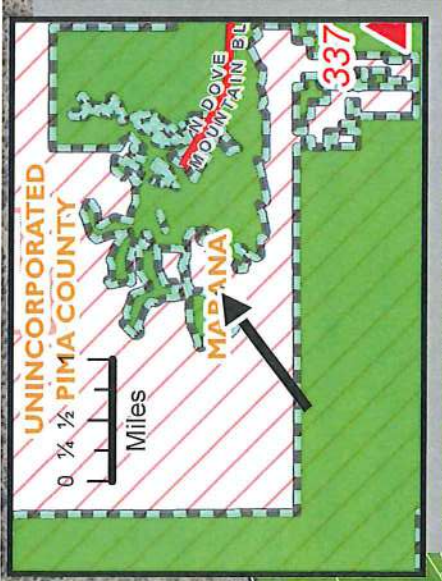 UNINCORPORATED
PIMA COUNTY
0 ¼ ½
Miles
MARANA
N DOVE
MOUNTAIN BL
337